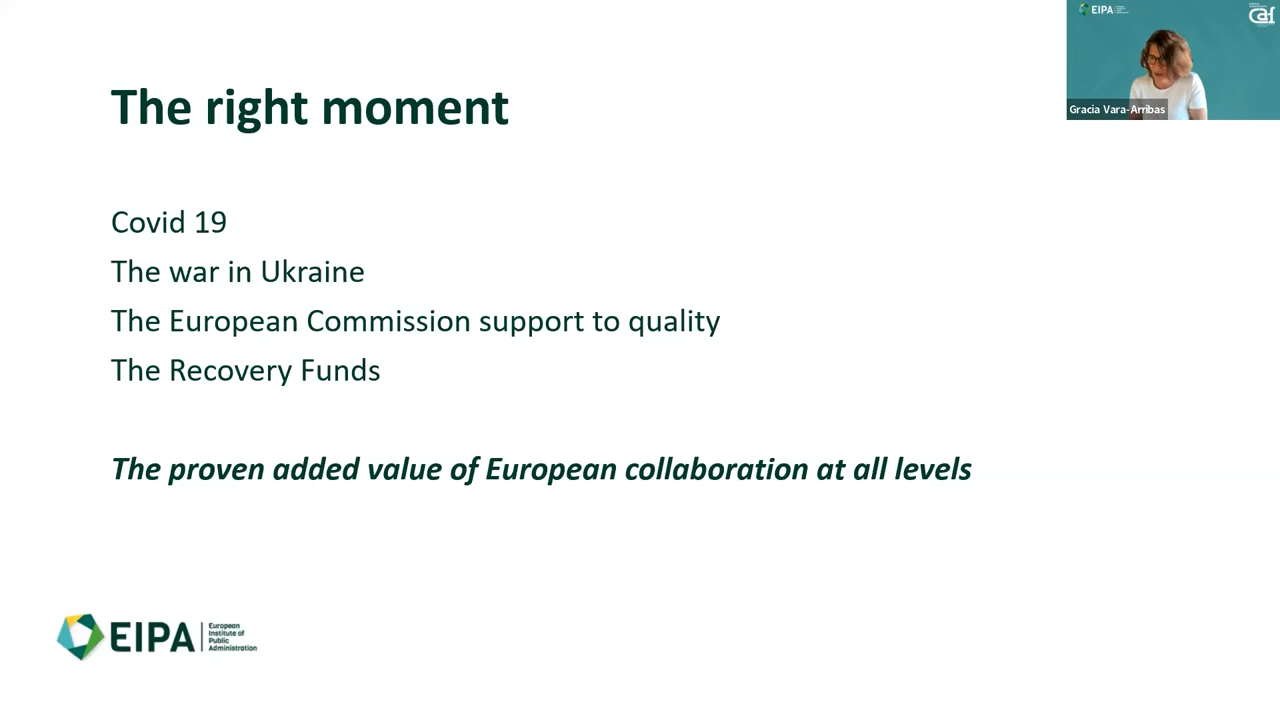 EIPA
caf
Gracia Vara-Arribas
The right moment
Covid 19
The war in Ukraine
The European Commission support to quality
The Recovery Funds
The proven added value of European collaboration at all levels
EIPA
European
Institute of
Public
Administration